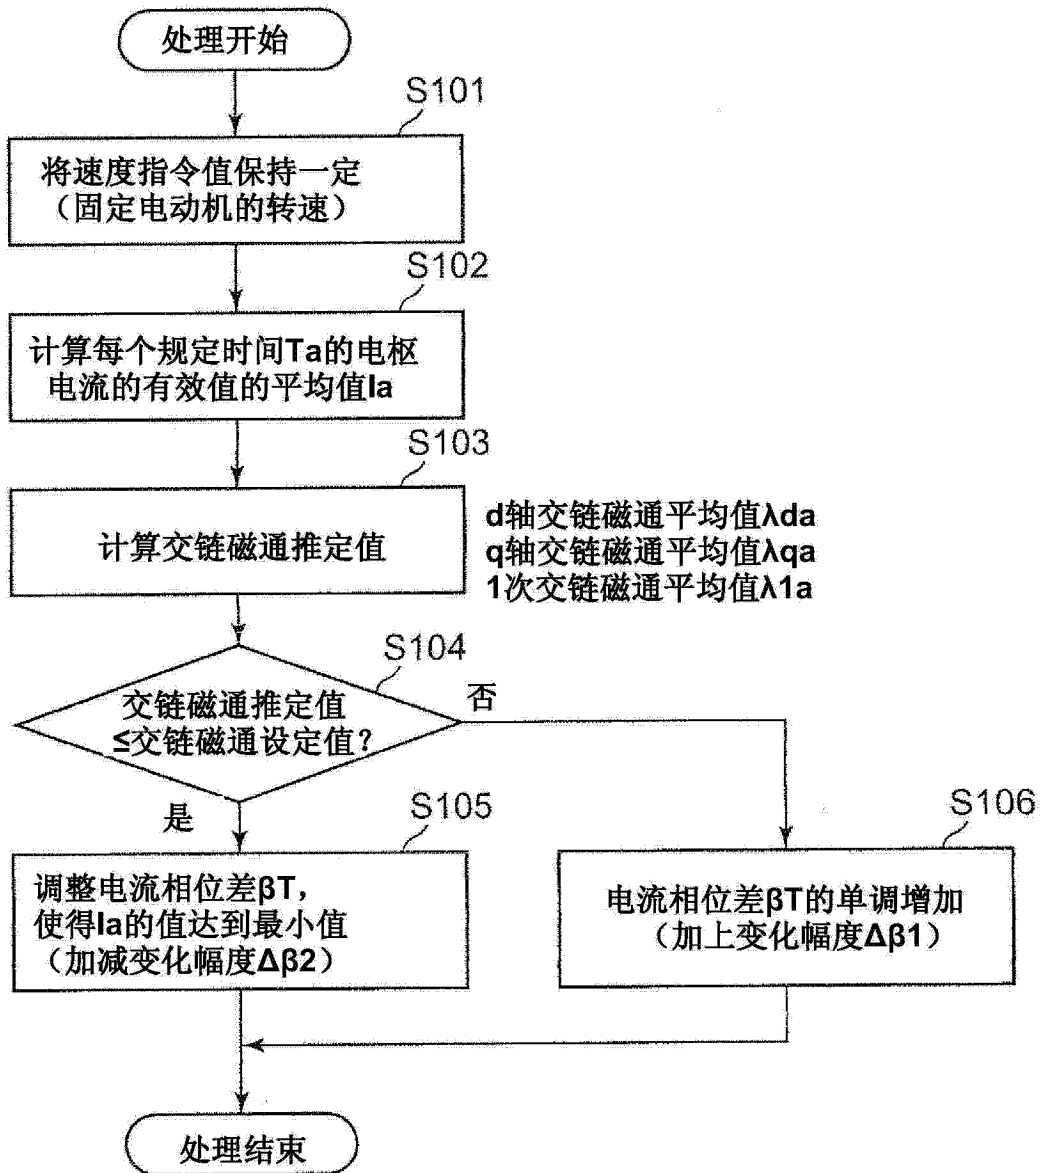 处理开始
S101
将速度指令值保持一定
（固定电动机的转速）
S102
计算每个规定时间Ta的电枢
电流的有效值的平均值Ia
S103
计算交链磁通推定值
d轴交链磁通平均值λda
q轴交链磁通平均值λqa
1次交链磁通平均值λ1a
S104
交链磁通推定值
≤交链磁通设定值?
否
是
S105
调整电流相位差βT，
使得Ia的值达到最小值
（加减变化幅度Δβ2）
S106
电流相位差βT的单调增加
（加上变化幅度Δβ1）
处理结束